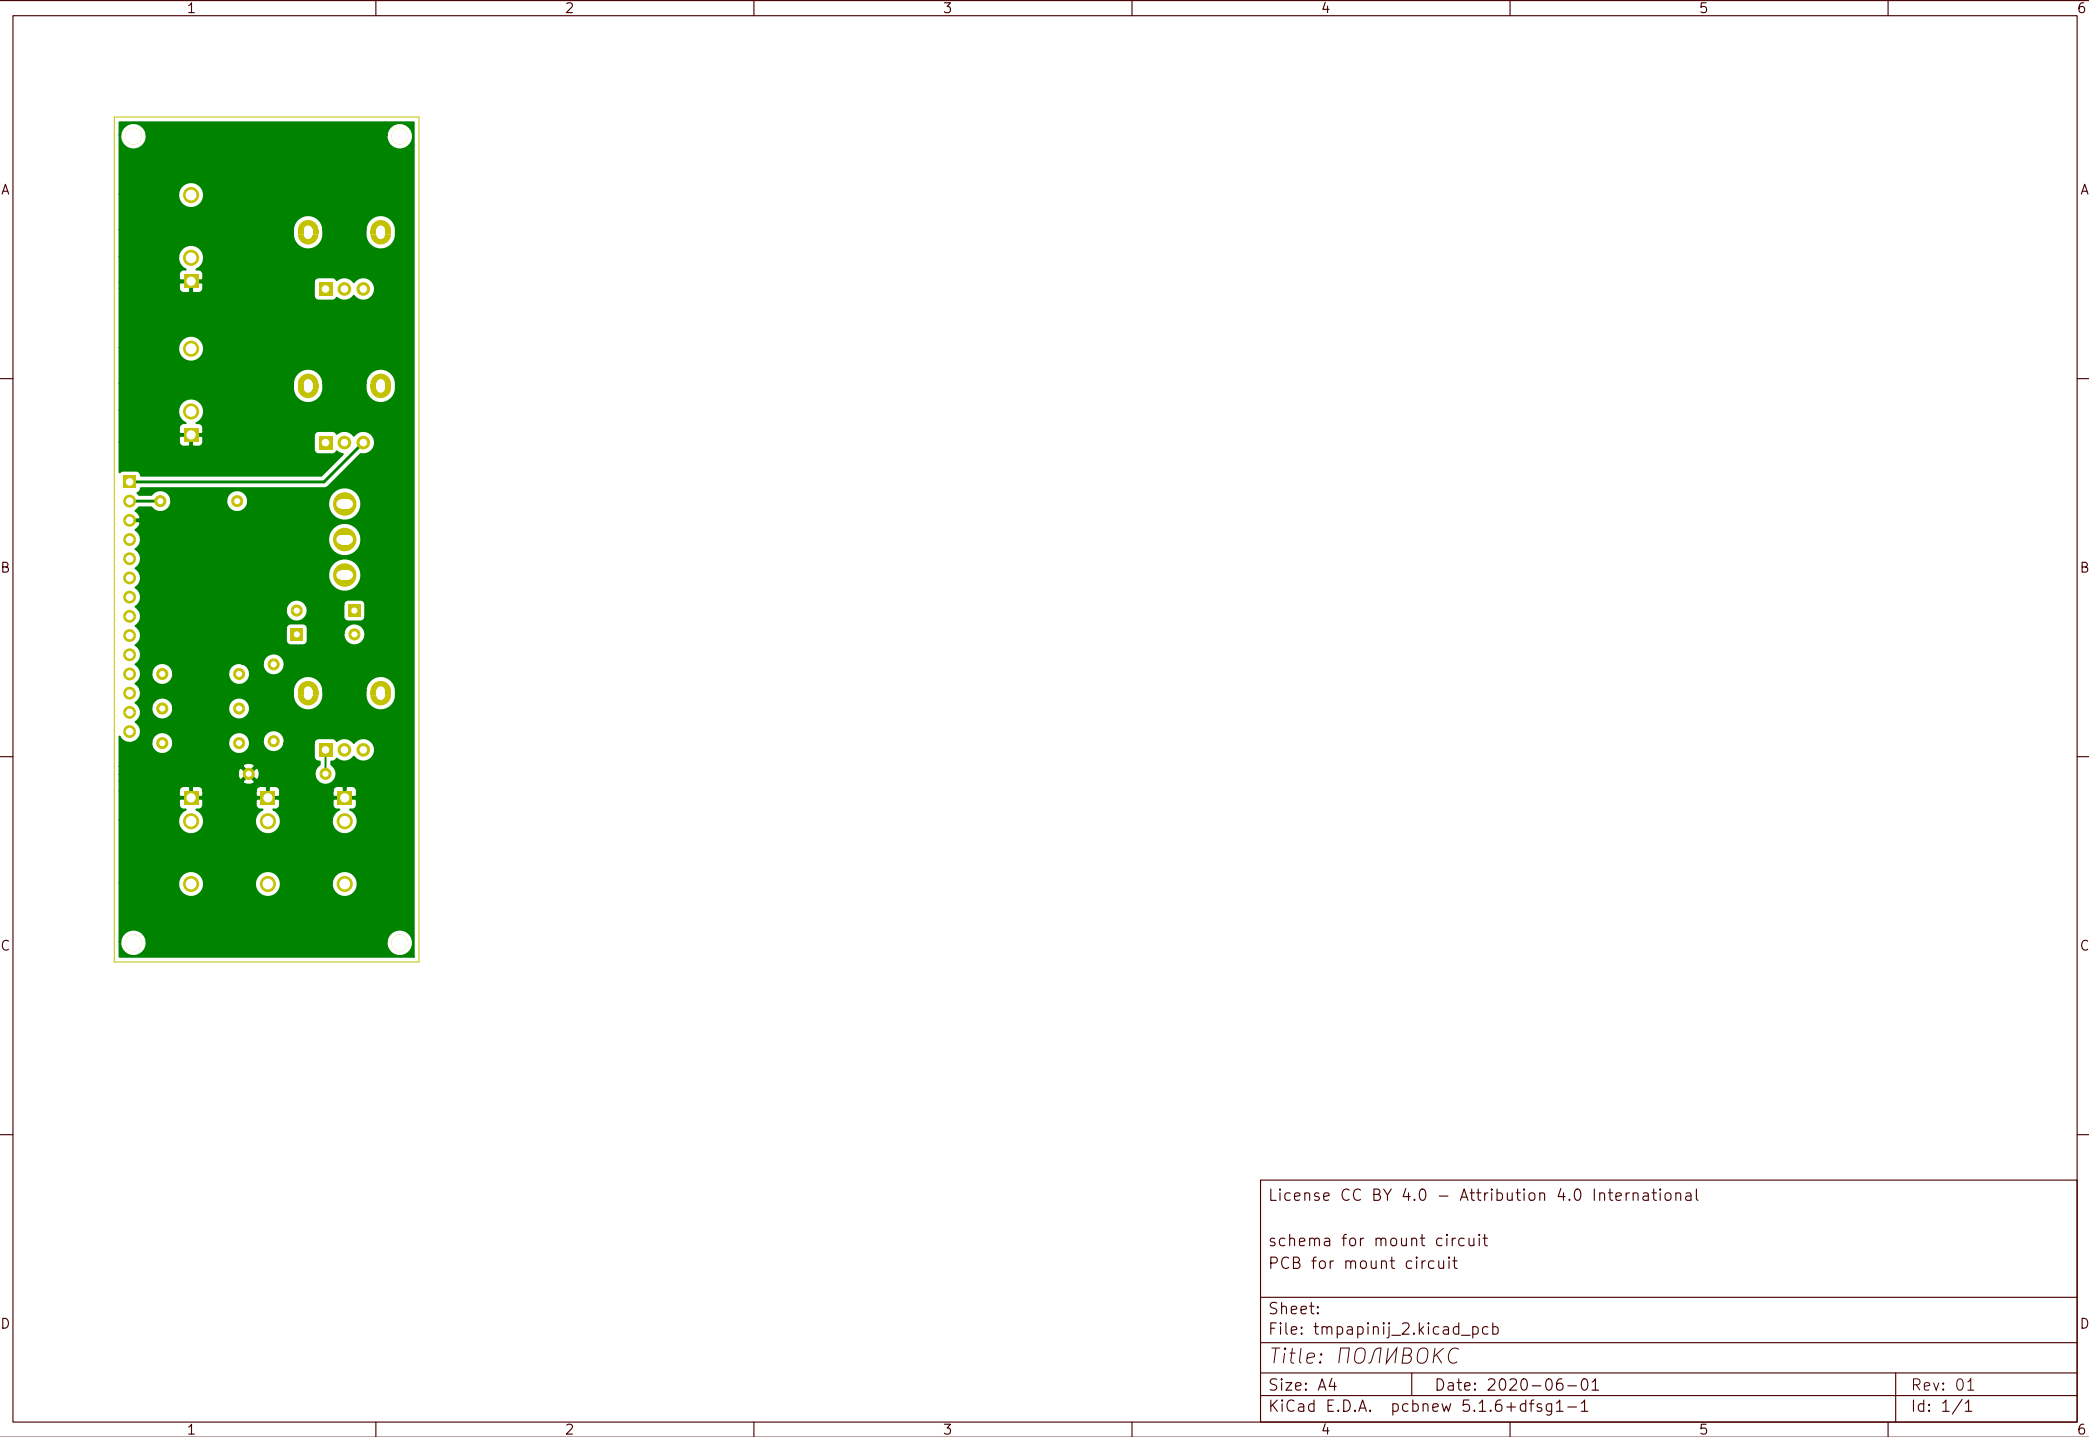 1 2 3 4 5 6
A A
B B
C C
License CC BY 4.0 – Attribution 4.0 International
schema for mount circuit
PCB for mount circuit
Sheet:
D D
File: tmpapinij_2.kicad_pcb
Title: ПОЛИВОКС
Size: A4 Date: 2020–06–01 Rev: 01
KiCad E.D.A. pcbnew 5.1.6+dfsg1–1 Id: 1/1
1 2 3 4 5 6